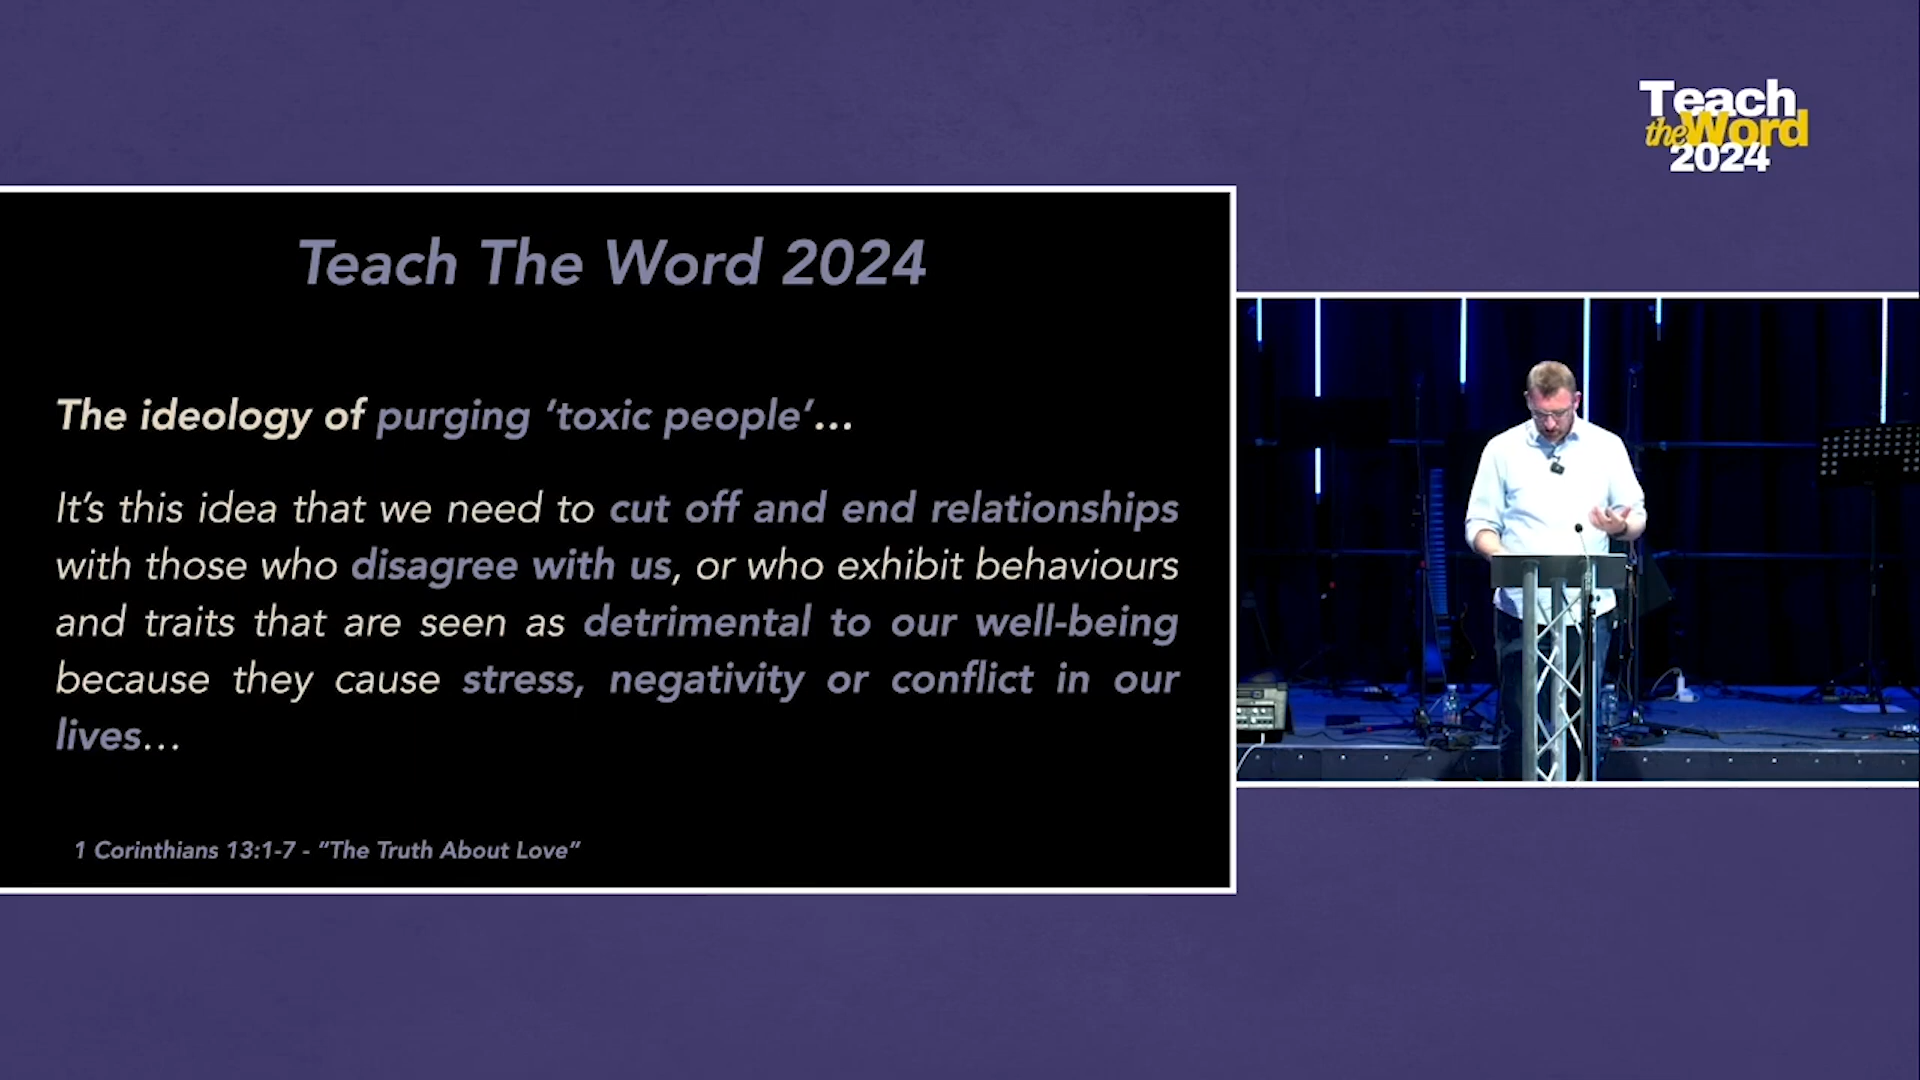 Teach
the Word
2024
Teach The Word 2024
The ideology of purging ‘toxic people’...
It’s this idea that we need to cut off and end relationships
with those who disagree with us, or who exhibit behaviours
and traits that are seen as detrimental to our well-being
because they cause stress, negativity or conflict in our
lives...
1 Corinthians 13:1-7 - “The Truth About Love”